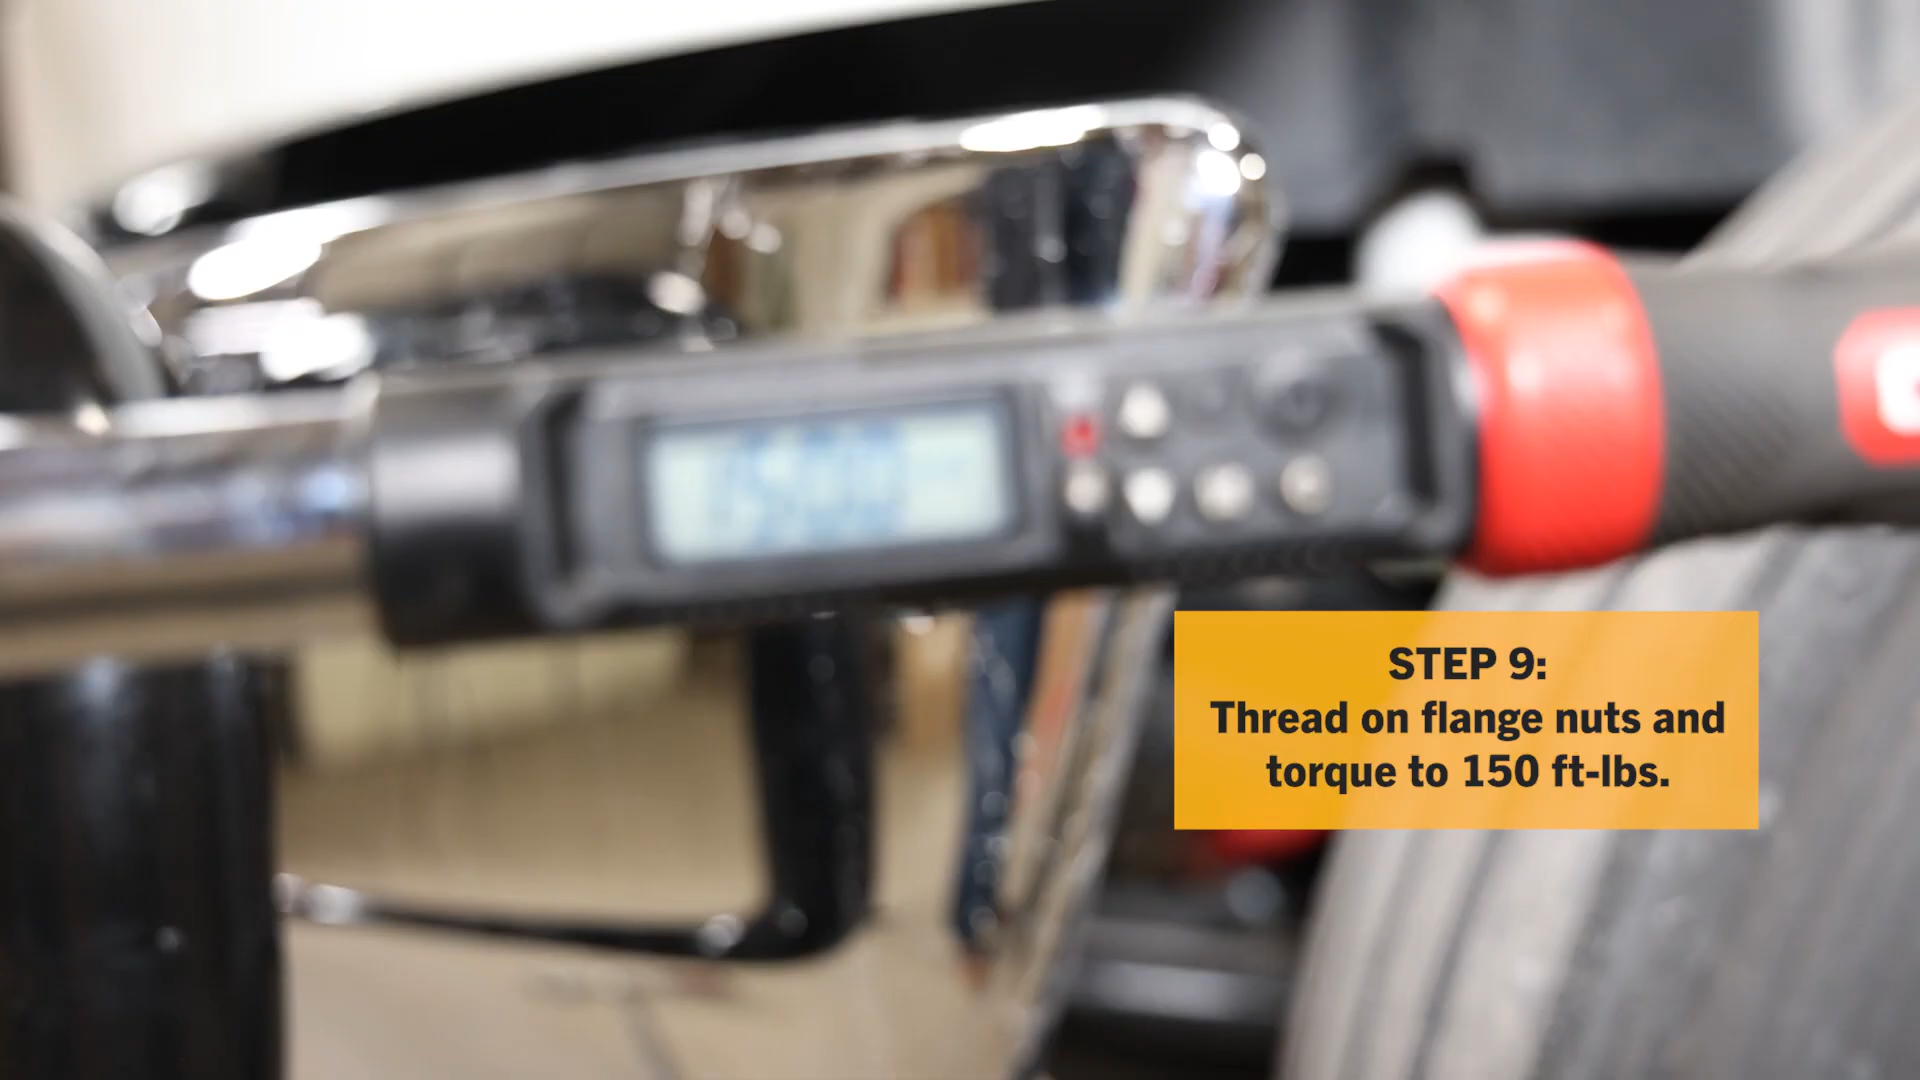 STEP 9:
Thread on flange nuts and
torque to 150 ft-lbs.